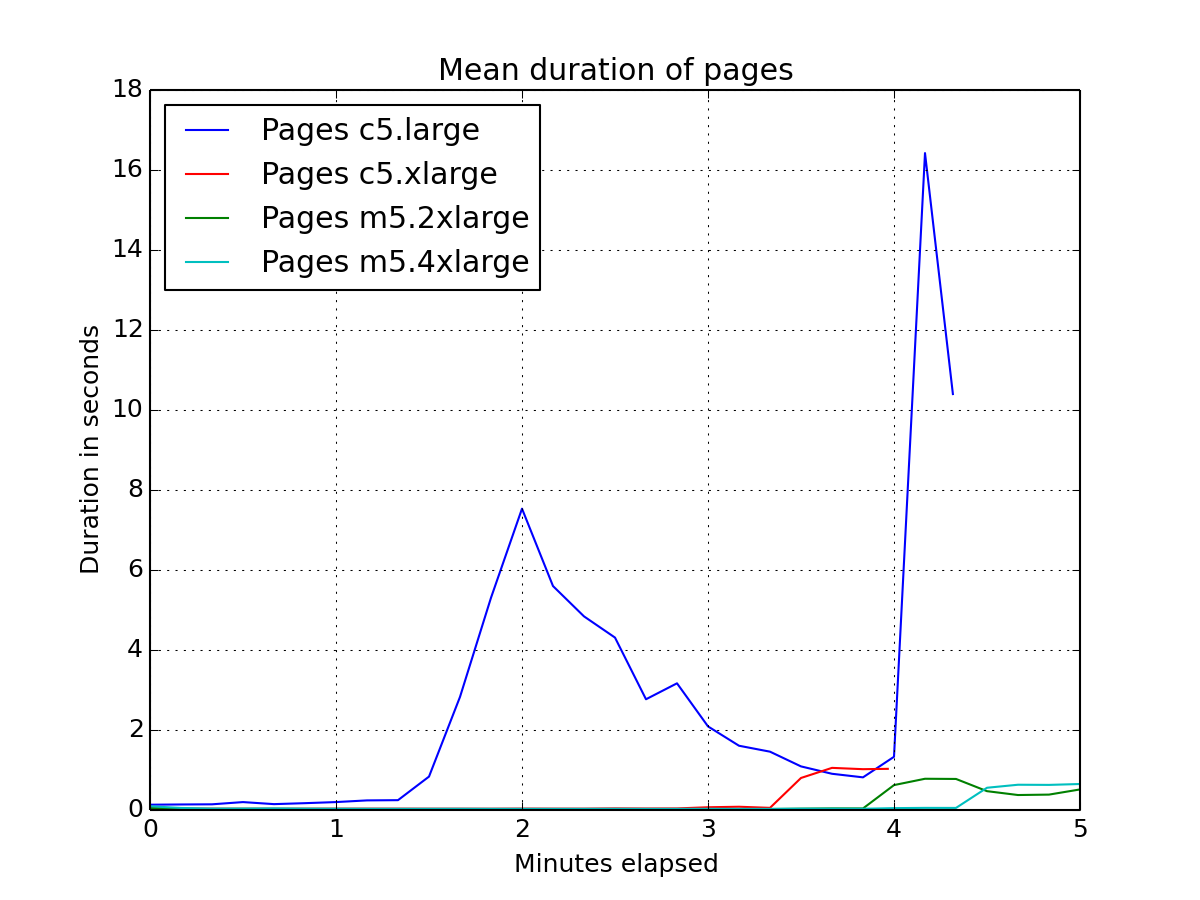 Mean duration of pages
18
16
14
12
10
8
6
4
2
0
Duration in seconds
Pages c5.large
Pages c5.xlarge
Pages m5.2xlarge
Pages m5.4xlarge
0 1 2 3 4 5
Minutes elapsed